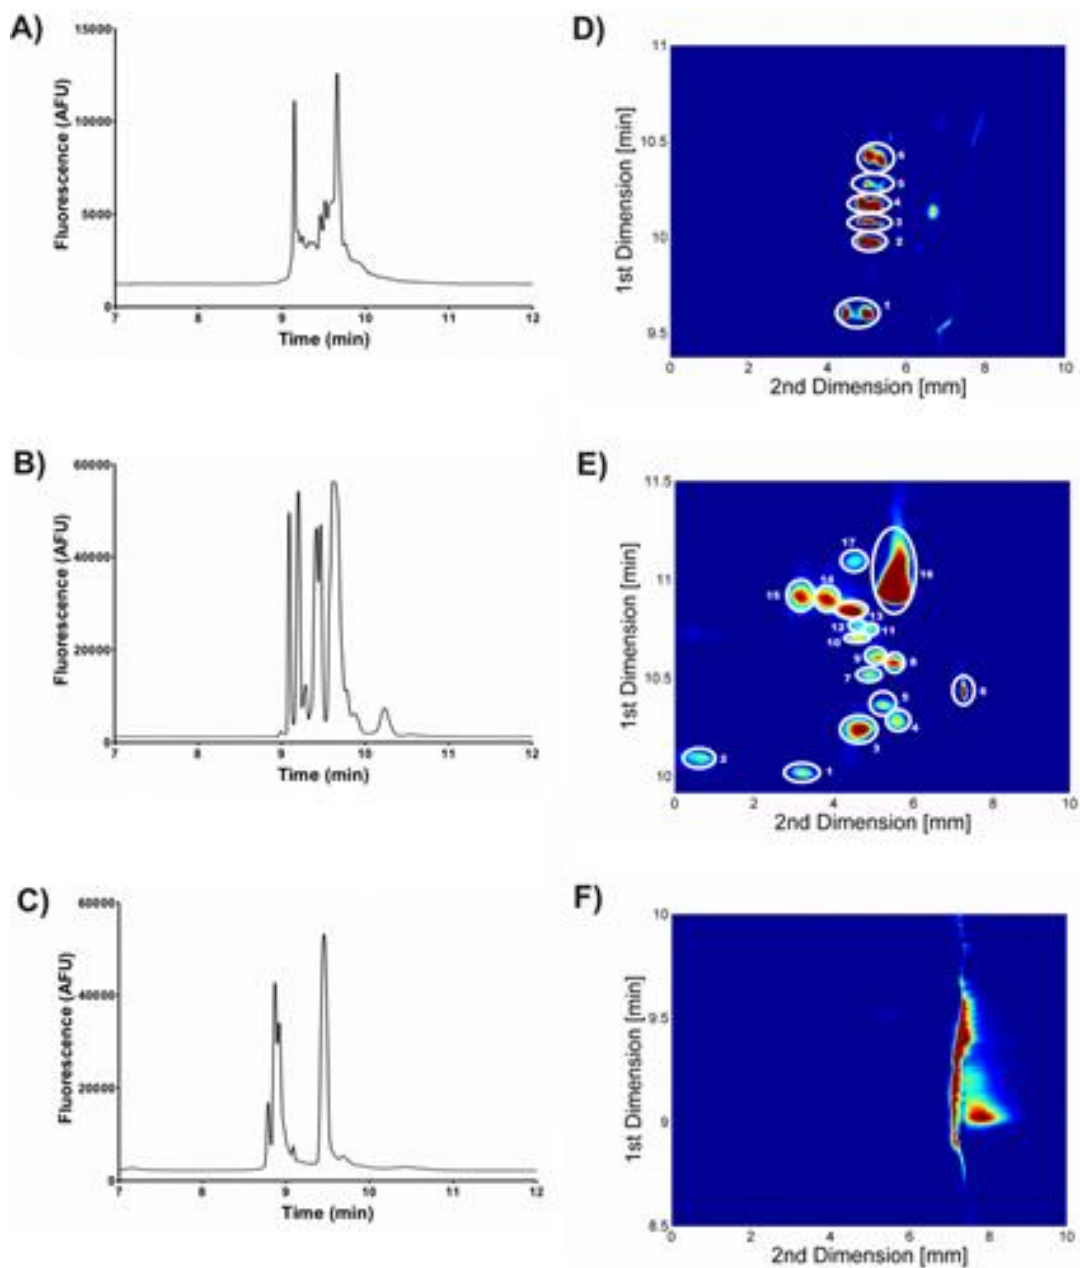 A)
Fluorescence (AFU)
15000
10000
5000
0
7 8 9 10 11 12
Time (min)
D)
1st Dimension [min]
11
10.5
10
9.5
6
5
4
3
2
1
0 2 4 6 8 10
2nd Dimension [mm]
B)
Fluorescence (AFU)
60000
40000
20000
0
7 8 9 10 11 12
Time (min)
E)
1st Dimension [min]
11.5
11
10.5
10
17
16
15 14
13
12 11
10
9 8
7
6
5
4
3
2 1
0 2 4 6 8 10
2nd Dimension [mm]
C)
Fluorescence (AFU)
60000
40000
20000
0
7 8 9 10 11 12
Time (min)
F)
1st Dimension [min]
10
9.5
9
8.5
0 2 4 6 8 10
2nd Dimension [mm]